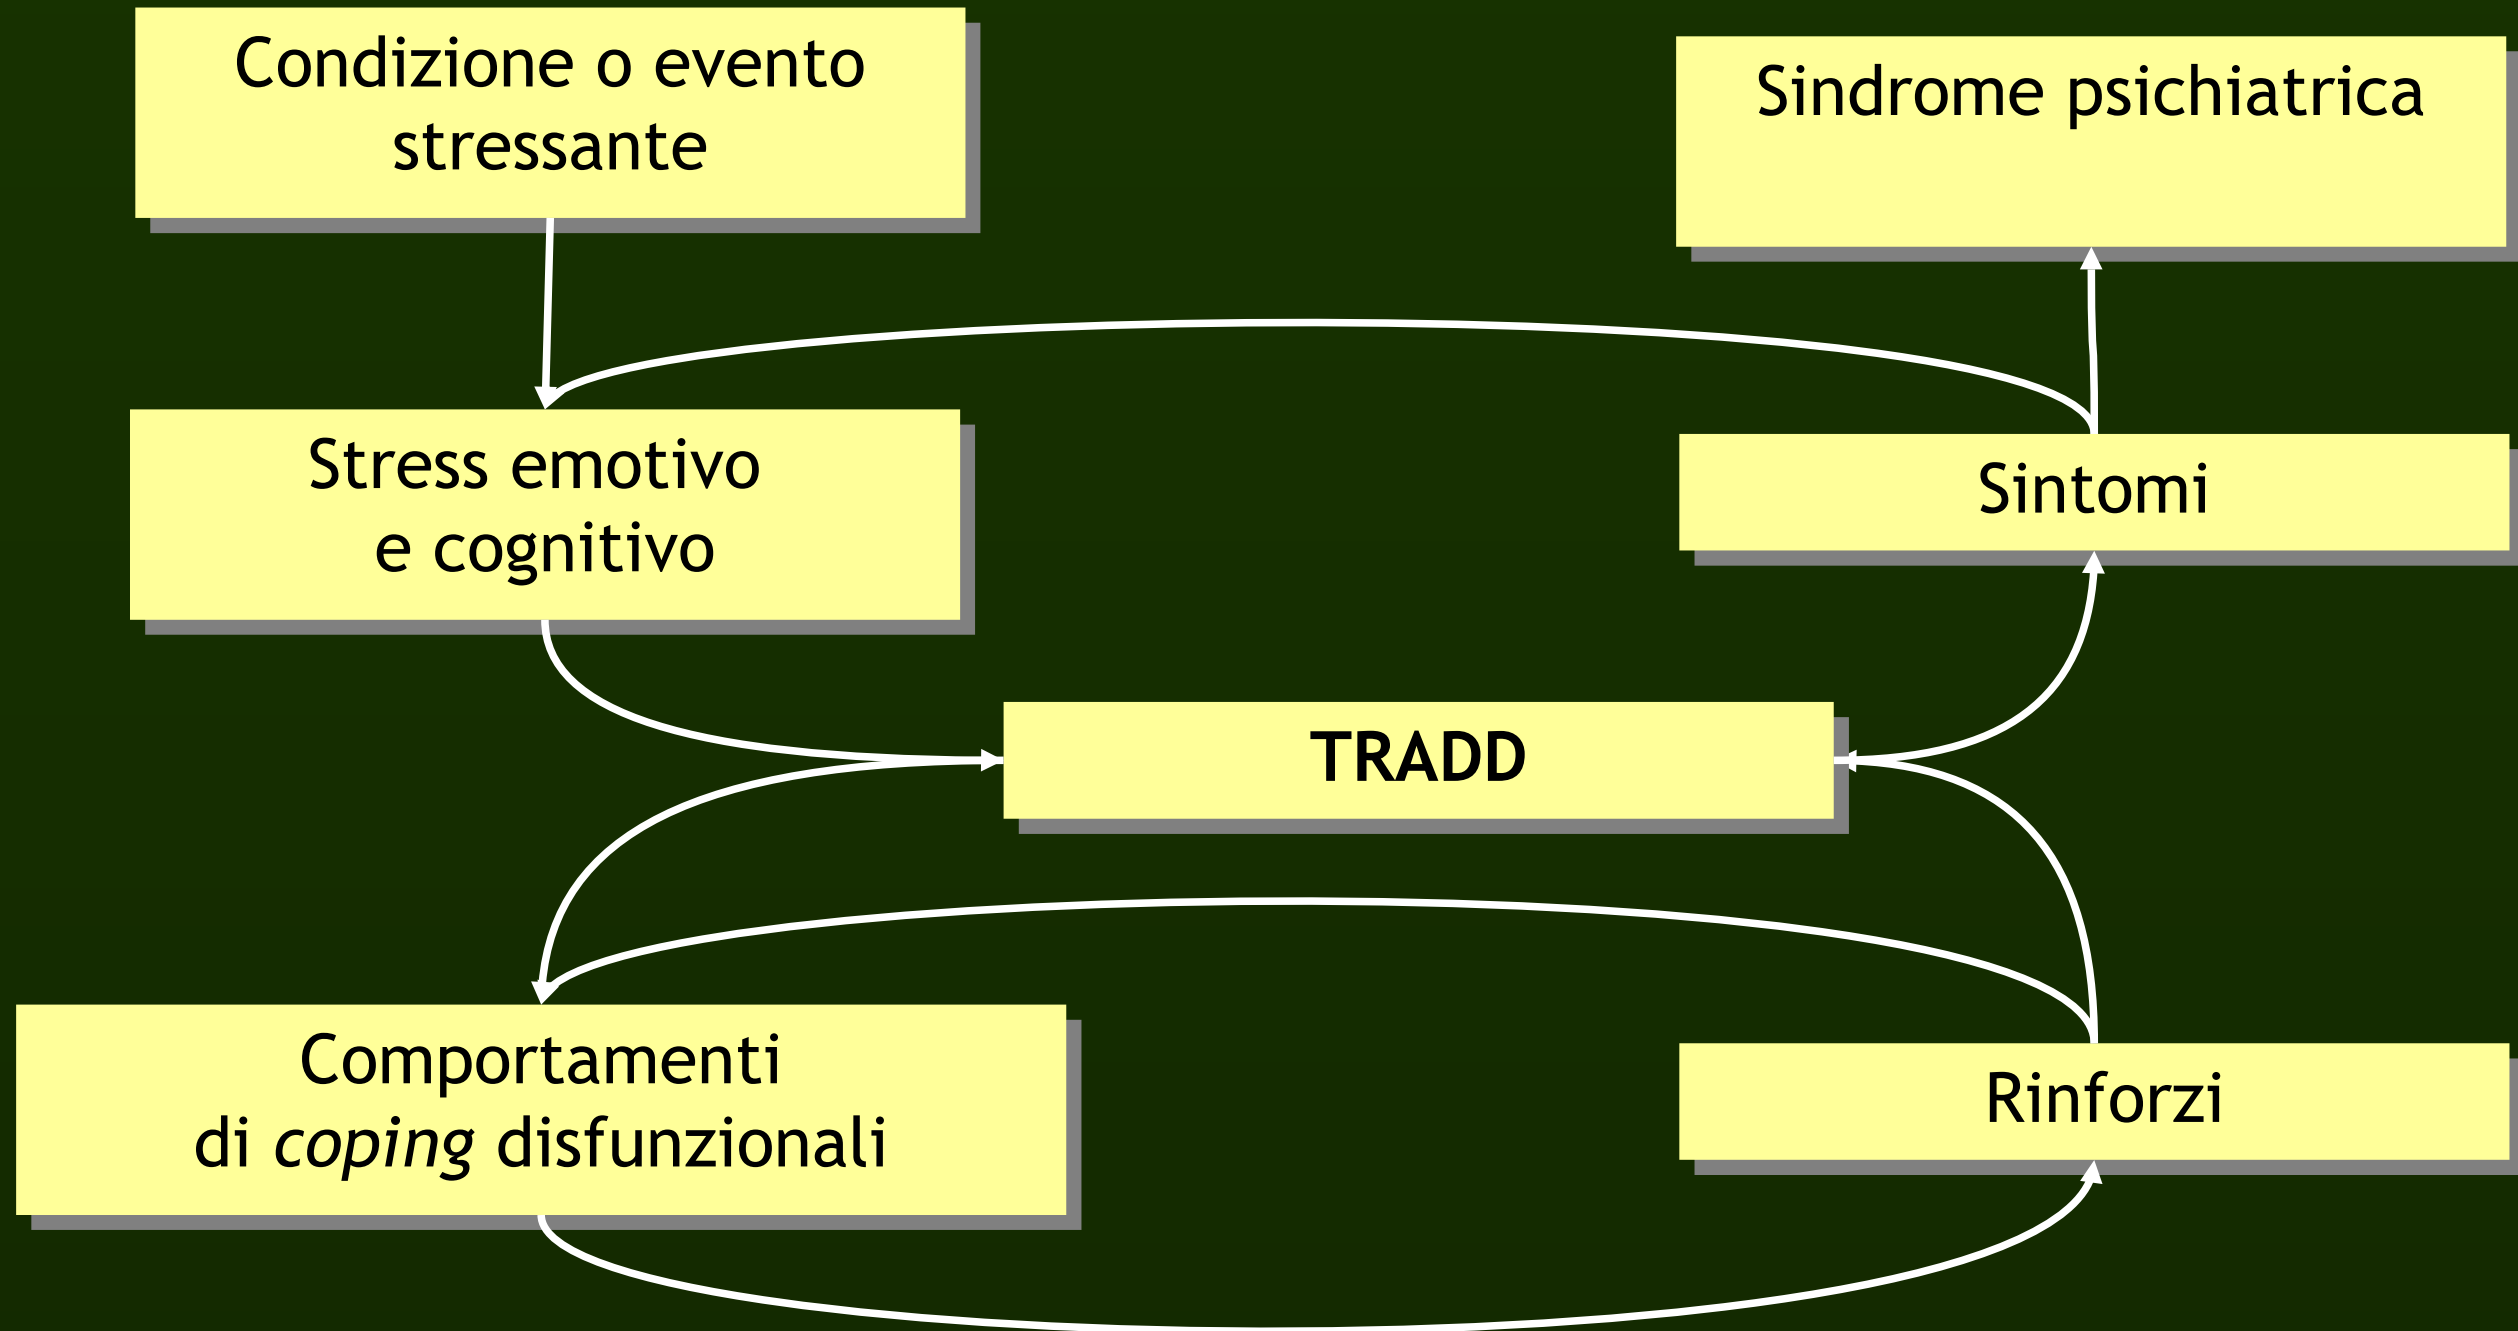 Condizione o evento
stressante
Sindrome psichiatrica
Stress emotivo
e cognitivo
Sintomi
TRADD
Comportamenti
di coping disfunzionali
Rinforzi